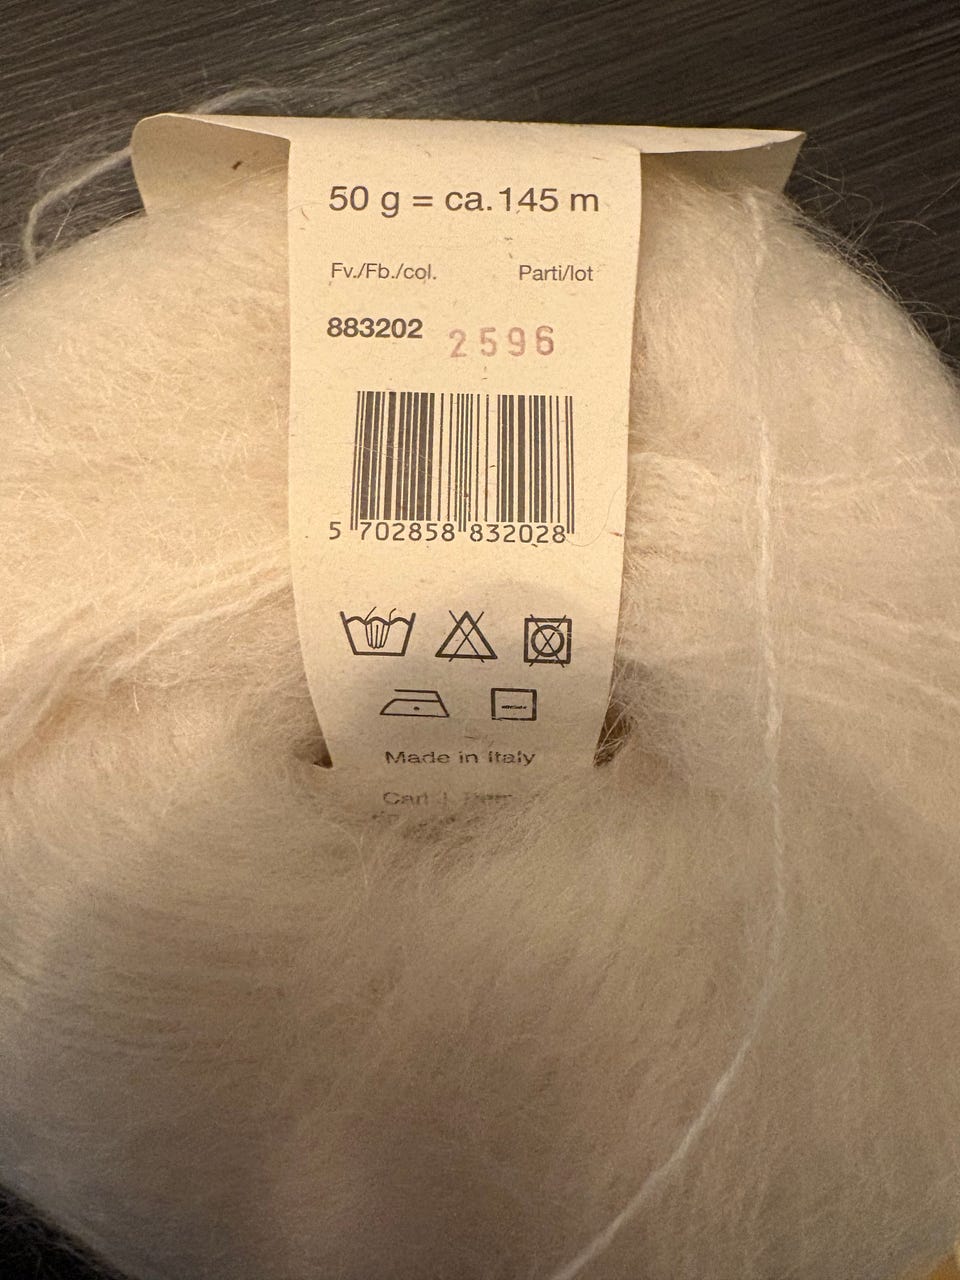 50 g = ca. 145 m
Fv./Fb./col. Parti/lot
883202 2596
5 702858 832028
Made in Italy